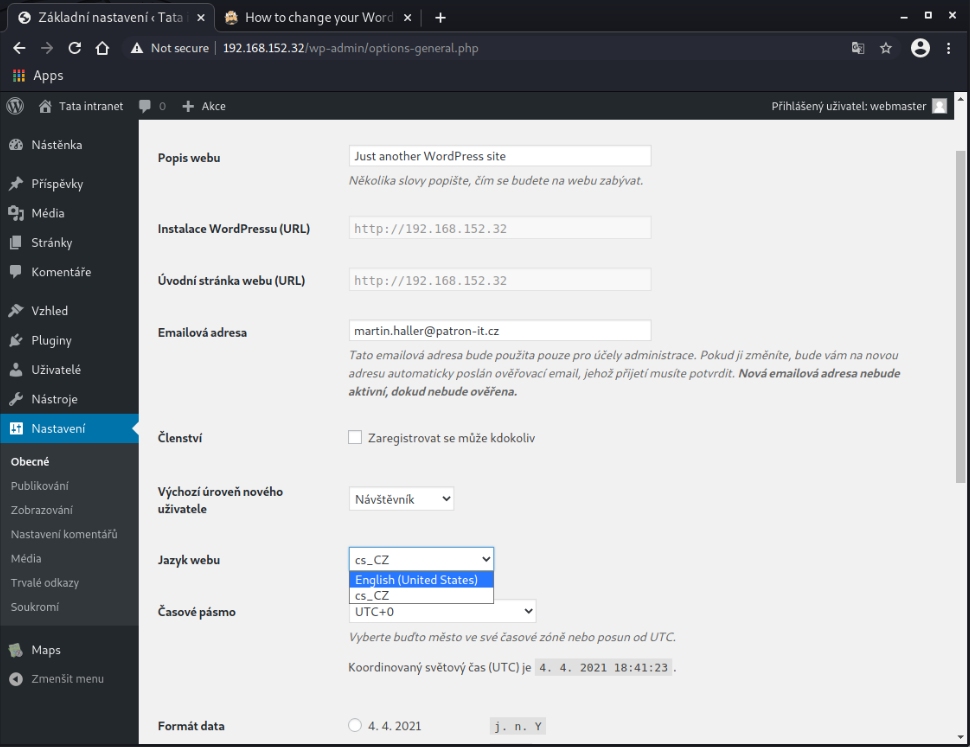 Základní nastavení ‹ Tata i
How to change your Word
Not secure
192.168.152.32/wp-admin/options-general.php
Apps
Tata intranet
0
Akce
Přihlášený uživatel: webmaster
Nástěnka
Příspěvky
Média
Stránky
Komentáře
Vzhled
Pluginy
Uživatelé
Nástroje
Nastavení
Obecné
Publikování
Zobrazování
Nastavení komentářů
Média
Trvalé odkazy
Soukromí
Maps
Zmenšit menu
Popis webu
Just another WordPress site
Několika slovy popište, čím se budete na webu zabývat.
Instalace WordPressu (URL)
http://192.168.152.32
Úvodní stránka webu (URL)
http://192.168.152.32
Emailová adresa
martin.haller@patron-it.cz
Tato emailová adresa bude použita pouze pro účely administrace. Pokud ji změníte, bude vám na novou
adresu automaticky poslán ověřovací email, jehož přijetí musíte potvrdit. Nová emailová adresa nebude
aktivní, dokud nebude ověřena.
Členství
Zaregistrovat se může kdokoliv
Výchozí úroveň nového
uživatele
Návštěvník
Jazyk webu
cs_CZ
English (United States)
cs_CZ
Časové pásmo
UTC+0
Vyberte buďto město ve své časové zóně nebo posun od UTC.
Koordinovaný světový čas (UTC) je 4. 4. 2021 18:41:23 .
Formát data
4. 4. 2021
j. n. Y